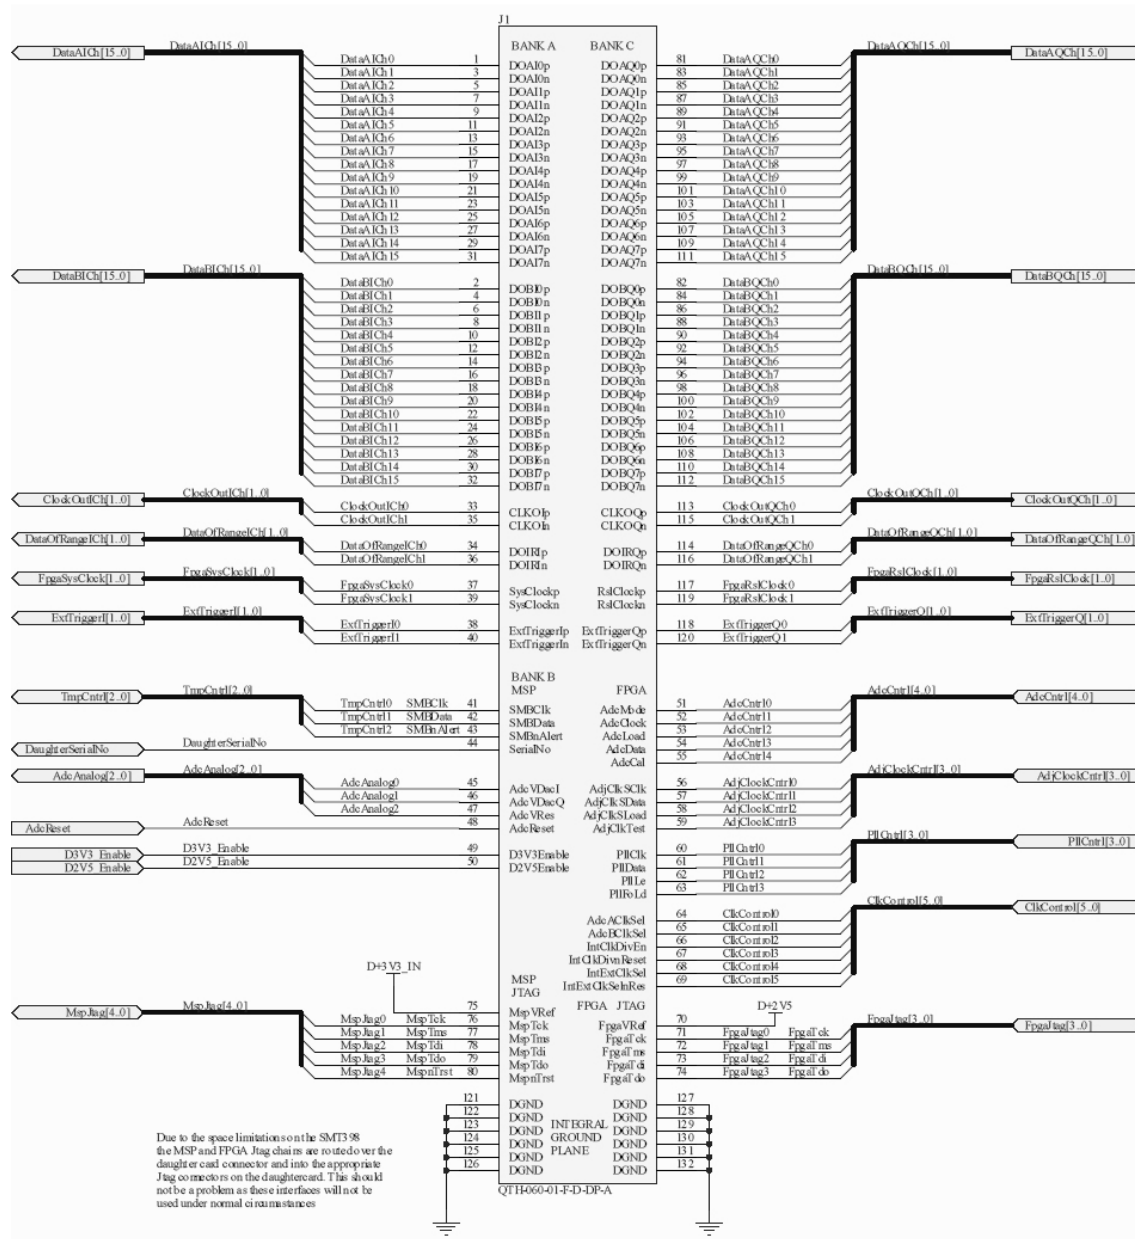 J1
BANK A BANK C
DataAICh[15..0] DataAICh[15..0] DataAQCh[15..0] DataAQCh[15..0]
DataAICh0 1 DOAI0p DOAQ0p 81 DataAQCh0
DataAICh1 3 DOAI0n DOAQ0n 83 DataAQCh1
DataAICh2 5 DOAI1p DOAQ1p 85 DataAQCh2
DataAICh3 7 DOAI1n DOAQ1n 87 DataAQCh3
DataAICh4 9 DOAI2p DOAQ2p 89 DataAQCh4
DataAICh5 11 DOAI2n DOAQ2n 91 DataAQCh5
DataAICh6 13 DOAI3p DOAQ3p 93 DataAQCh6
DataAICh7 15 DOAI3n DOAQ3n 95 DataAQCh7
DataAICh8 17 DOAI4p DOAQ4p 97 DataAQCh8
DataAICh9 19 DOAI4n DOAQ4n 99 DataAQCh9
DataAICh10 21 DOAI5p DOAQ5p 101 DataAQCh10
DataAICh11 23 DOAI5n DOAQ5n 103 DataAQCh11
DataAICh12 25 DOAI6p DOAQ6p 105 DataAQCh12
DataAICh13 27 DOAI6n DOAQ6n 107 DataAQCh13
DataAICh14 29 DOAI7p DOAQ7p 109 DataAQCh14
DataAICh15 31 DOAI7n DOAQ7n 111 DataAQCh15
DataBICh[15..0] DataBICh[15..0] DataBQCh[15..0] DataBQCh[15..0]
DataBICh0 2 DOBI0p DOBQ0p 82 DataBQCh0
DataBICh1 4 DOBI0n DOBQ0n 84 DataBQCh1
DataBICh2 6 DOBI1p DOBQ1p 86 DataBQCh2
DataBICh3 8 DOBI1n DOBQ1n 88 DataBQCh3
DataBICh4 10 DOBI2p DOBQ2p 90 DataBQCh4
DataBICh5 12 DOBI2n DOBQ2n 92 DataBQCh5
DataBICh6 14 DOBI3p DOBQ3p 94 DataBQCh6
DataBICh7 16 DOBI3n DOBQ3n 96 DataBQCh7
DataBICh8 18 DOBI4p DOBQ4p 98 DataBQCh8
DataBICh9 20 DOBI4n DOBQ4n 100 DataBQCh9
DataBICh10 22 DOBI5p DOBQ5p 102 DataBQCh10
DataBICh11 24 DOBI5n DOBQ5n 104 DataBQCh11
DataBICh12 26 DOBI6p DOBQ6p 106 DataBQCh12
DataBICh13 28 DOBI6n DOBQ6n 108 DataBQCh13
DataBICh14 30 DOBI7p DOBQ7p 110 DataBQCh14
DataBICh15 32 DOBI7n DOBQ7n 112 DataBQCh15
ClockOutICh[1..0] ClockOutICh[1..0] ClockOutQCh[1..0] ClockOutQCh[1..0]
ClockOutICh0 33 CLKOIp CLKOQp 113 ClockOutQCh0
ClockOutICh1 35 CLKOIn CLKOQn 115 ClockOutQCh1
DataOfRangeICh[1..0] DataOfRangeICh[1..0] DataOfRangeQCh[1..0] DataOfRangeQCh[1..0]
DataOfRangeICh0 34 DOIRIp DOIRQp 114 DataOfRangeQCh0
DataOfRangeICh1 36 DOIRIn DOIRQn 116 DataOfRangeQCh1
FpgaSysClock[1..0] FpgaSysClock[1..0] FpgaRslClock[1..0] FpgaRslClock[1..0]
FpgaSysClock0 37 SysClockp RslClockp 117 FpgaRslClock0
FpgaSysClock1 39 SysClockn RslClockn 119 FpgaRslClock1
ExtTriggerI[1..0] ExtTriggerI[1..0] ExtTriggerQ[1..0] ExtTriggerQ[1..0]
ExtTriggerI0 38 ExtTriggerIp ExtTriggerQp 118 ExtTriggerQ0
ExtTriggerI1 40 ExtTriggerIn ExtTriggerQn 120 ExtTriggerQ1
BANK B
MSP FPGA
TmpCntrl[2..0] TmpCntrl[2..0] AdcCntrl[4..0] AdcCntrl[4..0]
TmpCntrl0 SMBClk 41 SMBClk AdcMode 51 AdcCntrl0
TmpCntrl1 SMBData 42 SMBData AdcClock 52 AdcCntrl1
TmpCntrl2 SMBnAlert 43 SMBnAlert AdcLoad 53 AdcCntrl2
DaughterSerialNo DaughterSerialNo 44 SerialNo AdcData 54 AdcCntrl3
AdcCal 55 AdcCntrl4
AdcAnalog[2..0] AdcAnalog[2..0] AdjClockCntrl[3..0] AdjClockCntrl[3..0]
AdcAnalog0 45 AdcVDacI AdjClkSClk 56 AdjClockCntrl0
AdcAnalog1 46 AdcVDacQ AdjClkSData 57 AdjClockCntrl1
AdcAnalog2 47 AdcVRes AdjClkSLoad 58 AdjClockCntrl2
AdcReset AdcReset 48 AdcReset AdjClkTest 59 AdjClockCntrl3
PllCntrl[3..0] PllCntrl[3..0]
D3V3_Enable D3V3_Enable 49 D3V3Enable PllClk 60 PllCntrl0
D2V5_Enable D2V5_Enable 50 D2V5Enable PllData 61 PllCntrl1
PllLe 62 PllCntrl2
PllFoLd 63 PllCntrl3
ClkControl[5..0] ClkControl[5..0]
AdcAClkSel 64 ClkControl0
AdcBClkSel 65 ClkControl1
IntClkDivEn 66 ClkControl2
IntClkDivnReset 67 ClkControl3
IntExtClkSel 68 ClkControl4
IntExtClkSelnRes 69 ClkControl5
D+3V3_IN
MSP
JTAG FPGA JTAG D+2V5
MspJtag[4..0] MspJtag[4..0] 75 MspVRef FpgaVRef 70 FpgaJtag[3..0] FpgaJtag[3..0]
MspJtag0 MspTck 76 MspTck FpgaTck 71 FpgaJtag0 FpgaTck
MspJtag1 MspTms 77 MspTms FpgaTms 72 FpgaJtag1 FpgaTms
MspJtag2 MspTdi 78 MspTdi FpgaTdi 73 FpgaJtag2 FpgaTdi
MspJtag3 MspTdo 79 MspTdo FpgaTdo 74 FpgaJtag3 FpgaTdo
MspJtag4 MspnTrst 80 MspnTrst
121 DGND DGND 127
122 DGND DGND 128
123 DGND DGND 129
124 DGND DGND 130
125 DGND DGND 131
126 DGND DGND 132
INTEGRAL
GROUND
PLANE
QTH-060-01-F-D-DP-A
Due to the space limitations on the SMT398
the MSP and FPGA Jtag chains are routed over the
daughter card connector and into the appropriate
Jtag connectors on the daughtercard. This should
not be a problem as these interfaces will not be
used under normal circumstances